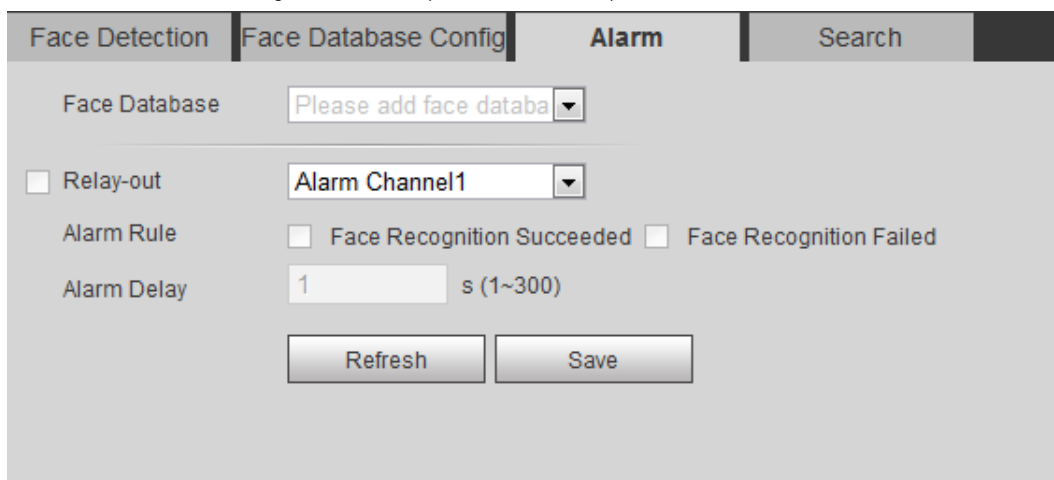 Face Detection Face Database Config Alarm Search
Face Database Please add face databa
Relay-out Alarm Channel1
Alarm Rule Face Recognition Succeeded Face Recognition Failed
Alarm Delay 1 s (1~300)
Refresh Save